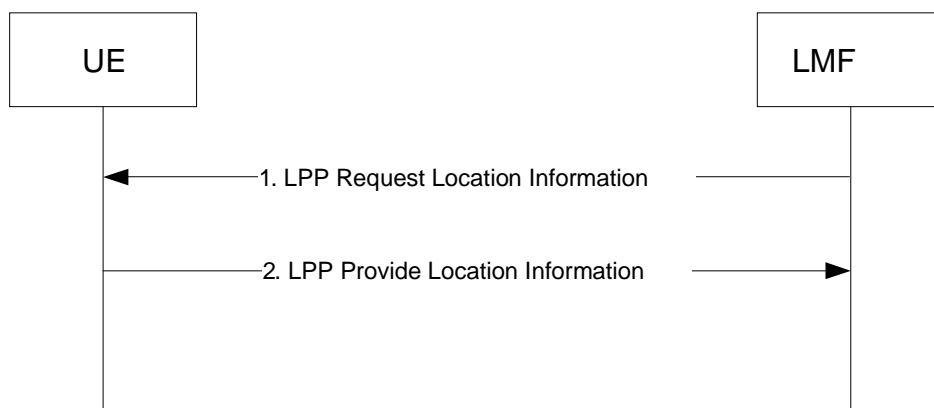 UE
LMF
1. LPP Request Location Information
2. LPP Provide Location Information